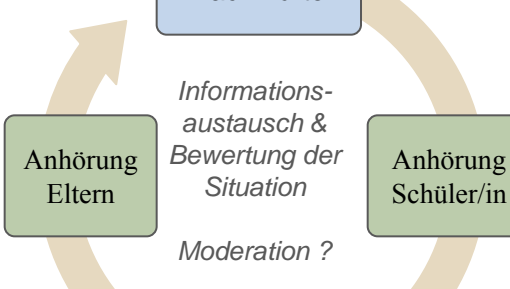 Informations-
austausch &
Bewertung der
Situation
Moderation ?
Anhörung
Eltern
Anhörung
Schüler/in